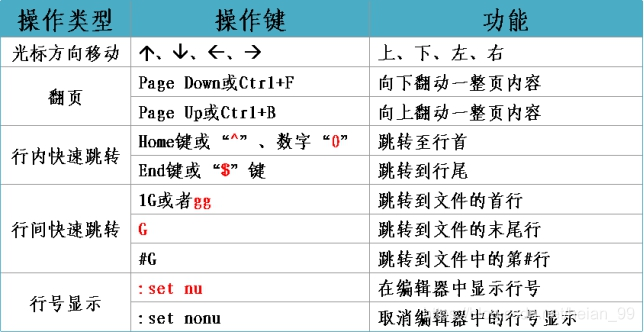 操作类型 操作键 功能
光标方向移动 ↑、↓、←、→ 上、下、左、右
翻页 Page Down或Ctrl+F 向下翻动一整页内容
Page Up或Ctrl+B 向上翻动一整页内容
行内快速跳转 Home键或“^”、数字“0” 跳转至行首
End键或“$”键 跳转到行尾
行间快速跳转 1G或者gg 跳转到文件的首行
G 跳转到文件的末尾行
#G 跳转到文件中的第#行
行号显示 :set nu 在编辑器中显示行号
:set nonu 取消编辑器中的行号显示